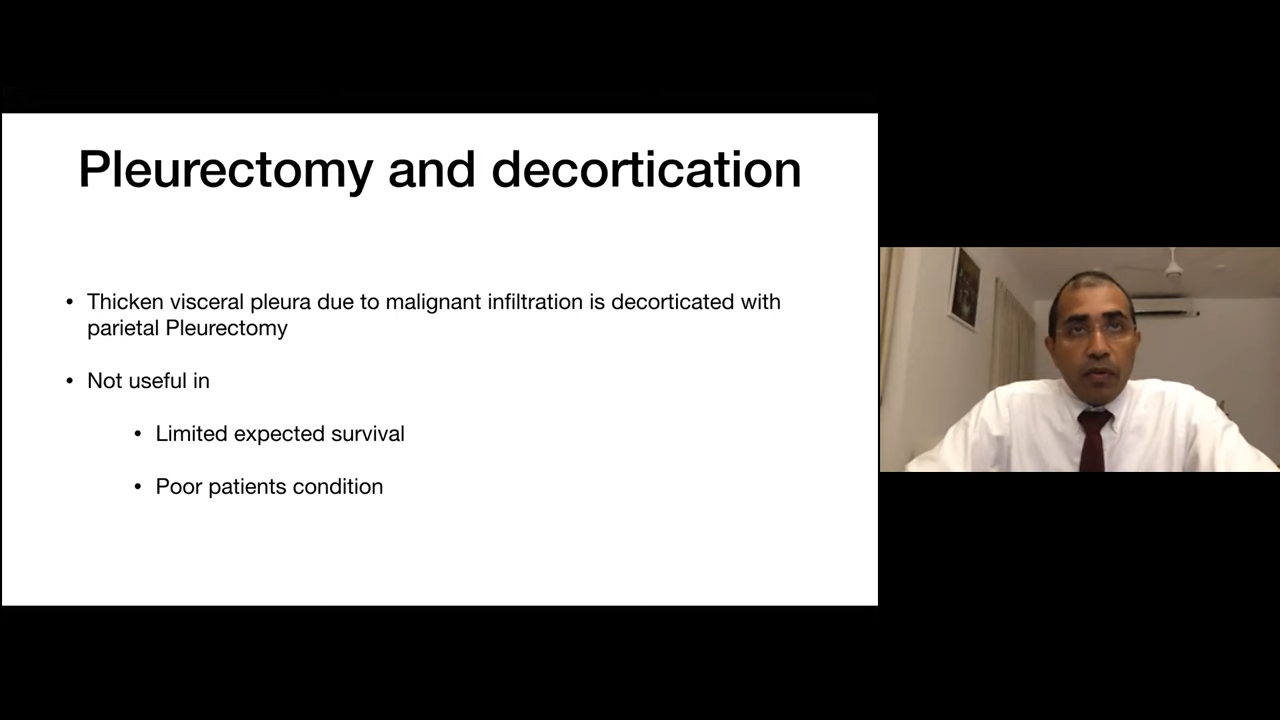 Pleurectomy and decortication
• Thicken visceral pleura due to malignant infiltration is decorticated with
parietal Pleurectomy
• Not useful in
• Limited expected survival
• Poor patients condition